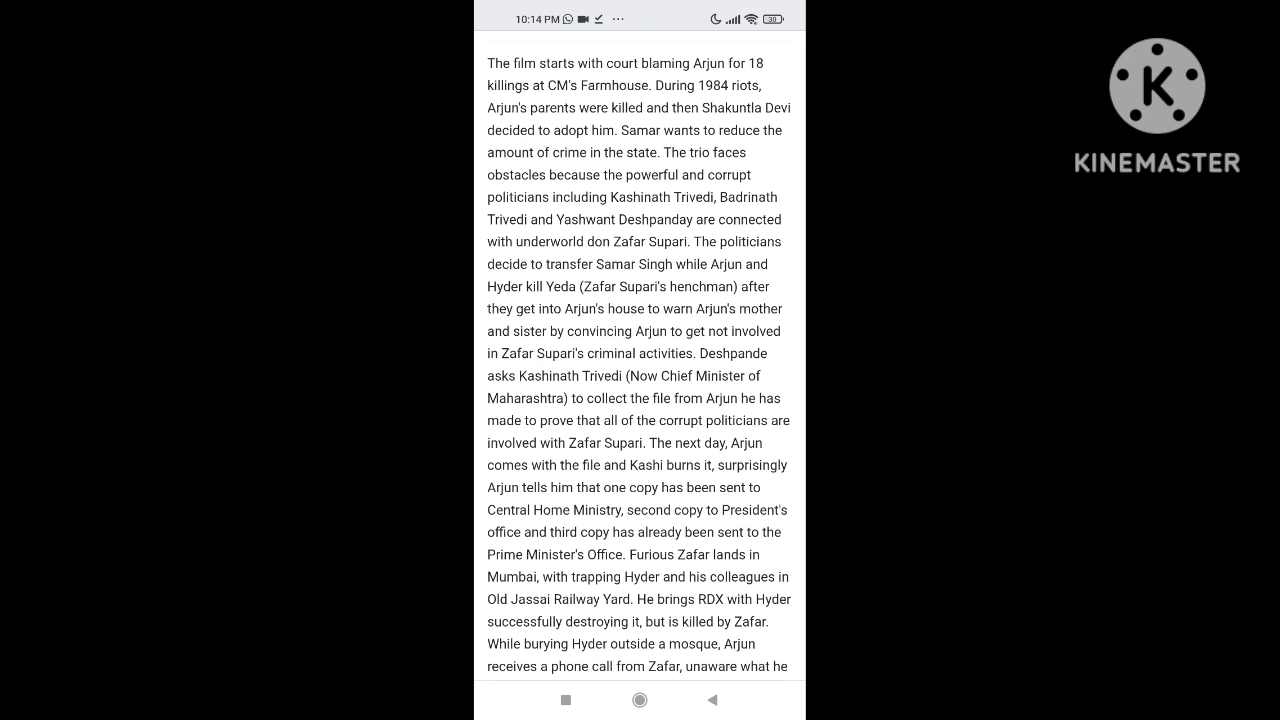 10:14 PM
30
The film starts with court blaming Arjun for 18
killings at CM's Farmhouse. During 1984 riots,
Arjun's parents were killed and then Shakuntla Devi
decided to adopt him. Samar wants to reduce the
amount of crime in the state. The trio faces
obstacles because the powerful and corrupt
politicians including Kashinath Trivedi, Badrinath
Trivedi and Yashwant Deshpanday are connected
with underworld don Zafar Supari. The politicians
decide to transfer Samar Singh while Arjun and
Hyder kill Yeda (Zafar Supari's henchman) after
they get into Arjun's house to warn Arjun's mother
and sister by convincing Arjun to get not involved
in Zafar Supari's criminal activities. Deshpande
asks Kashinath Trivedi (Now Chief Minister of
Maharashtra) to collect the file from Arjun he has
made to prove that all of the corrupt politicians are
involved with Zafar Supari. The next day, Arjun
comes with the file and Kashi burns it, surprisingly
Arjun tells him that one copy has been sent to
Central Home Ministry, second copy to President's
office and third copy has already been sent to the
Prime Minister's Office. Furious Zafar lands in
Mumbai, with trapping Hyder and his colleagues in
Old Jassai Railway Yard. He brings RDX with Hyder
successfully destroying it, but is killed by Zafar.
While burying Hyder outside a mosque, Arjun
receives a phone call from Zafar, unaware what he
K
KINEMASTER